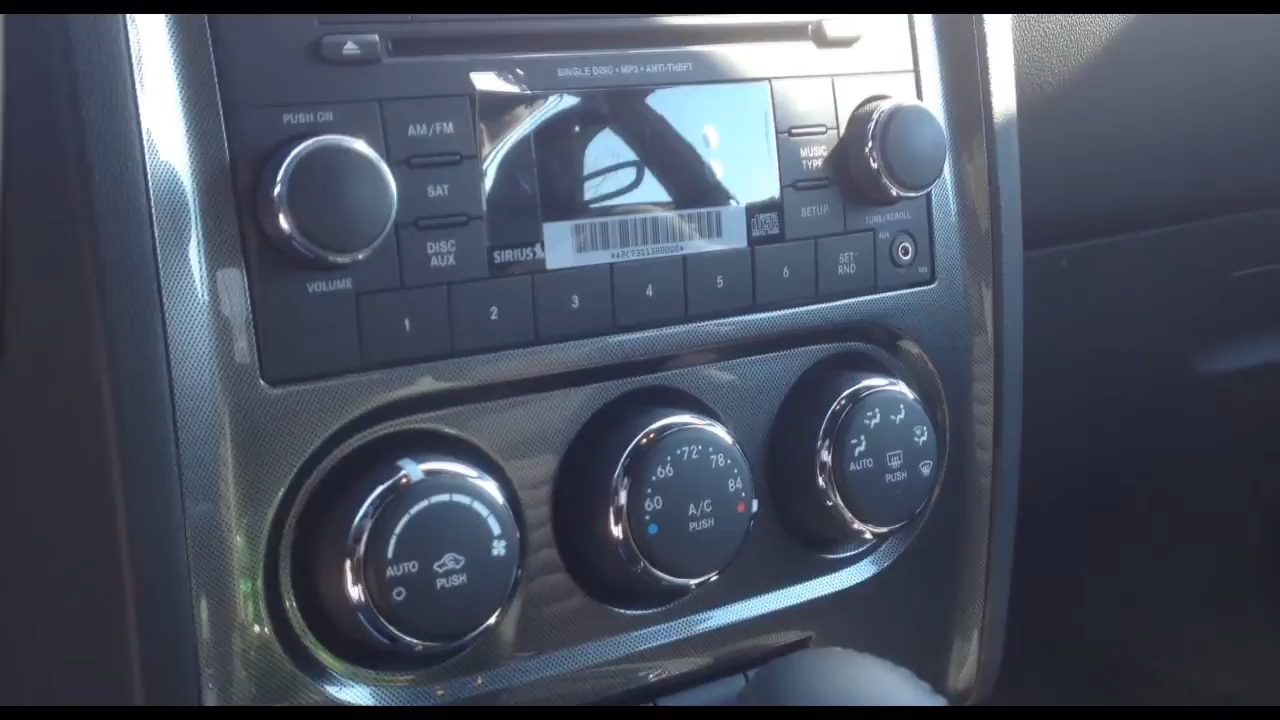 SINGLE DISC • MP3 • ANTI-THEFT
PUSH ON
AM/FM
SAT
DISC
AUX
VOLUME
SIRIUS
MUSIC
TYPE
SETUP
TUNE/SCROLL
AUX
SET
RND
1 2 3 4 5 6
AUTO
PUSH
60 66 72 78 84
A/C
PUSH
AUTO
PUSH